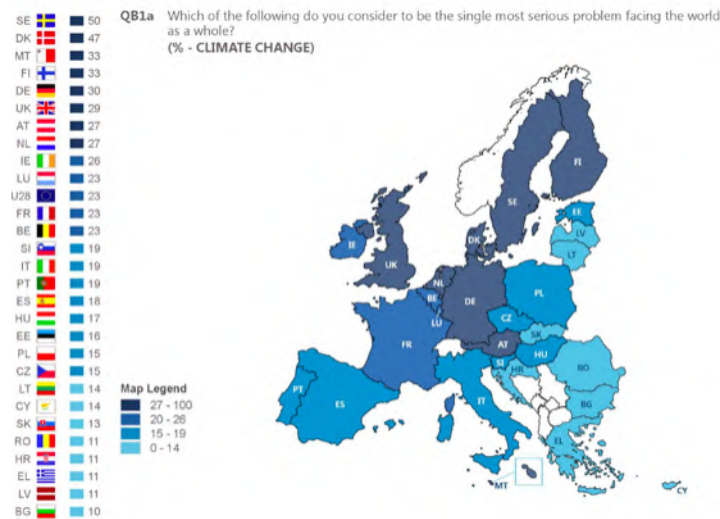 QB1a Which of the following do you consider to be the single most serious problem facing the world
as a whole?
(% - CLIMATE CHANGE)
SE 50
DK 47
MT 33
FI 33
DE 30
UK 29
AT 27
NL 27
IE 26
LU 23
U28 23
FR 23
BE 23
SI 19
IT 19
PT 19
ES 18
HU 17
EE 16
PL 15
CZ 15
LT 14
CY 14
SK 13
RO 11
HR 11
EL 11
LV 11
BG 10
Map Legend
27 - 100
20 - 26
15 - 19
0 - 14
FI
SE
EE
LV
LT
DK
IE
UK
NL
BE
LU
DE
PL
CZ
SK
FR
AT
HU
SI
HR
RO
BG
PT
ES
IT
EL
MT
CY